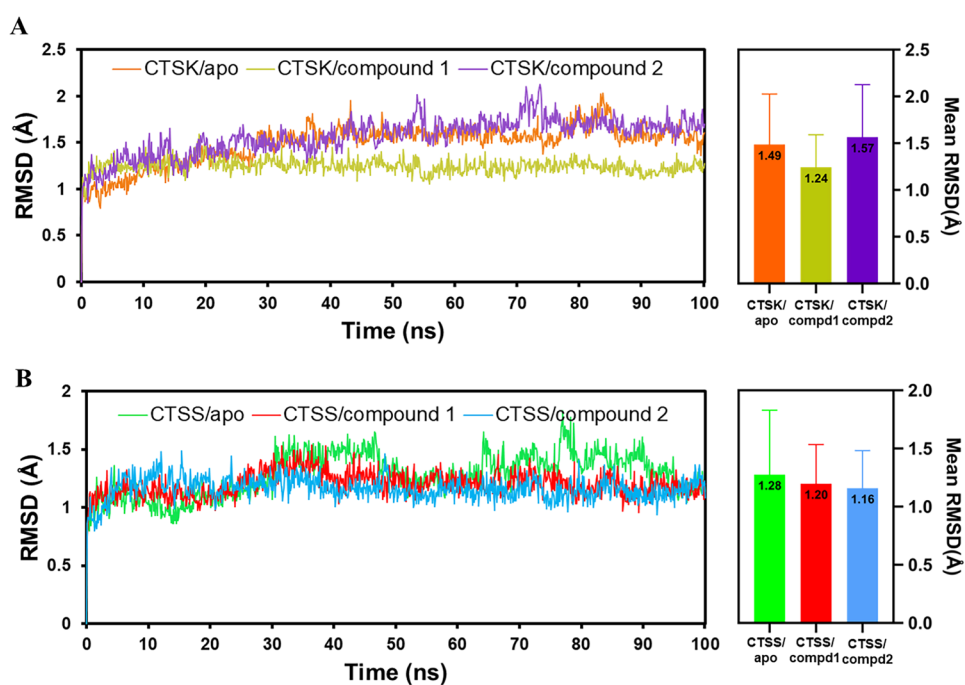 A
CTSK/apo CTSK/compound 1 CTSK/compound 2
RMSD (Å)
2.5
2
1.5
1
0.5
0
0 10 20 30 40 50 60 70 80 90 100
Time (ns)
1.49
1.24
1.57
2.5
2.0
1.5
1.0
0.5
0.0
Mean RMSD(Å)
CTSK/ CTSK/ CTSK/
apo compd1 compd2
B
CTSS/apo CTSS/compound 1 CTSS/compound 2
RMSD (Å)
2
1.5
1
0.5
0
0 10 20 30 40 50 60 70 80 90 100
Time (ns)
1.28
1.20
1.16
2.0
1.5
1.0
0.5
0.0
Mean RMSD(Å)
CTSS/ CTSS/ CTSS/
apo compd1 compd2